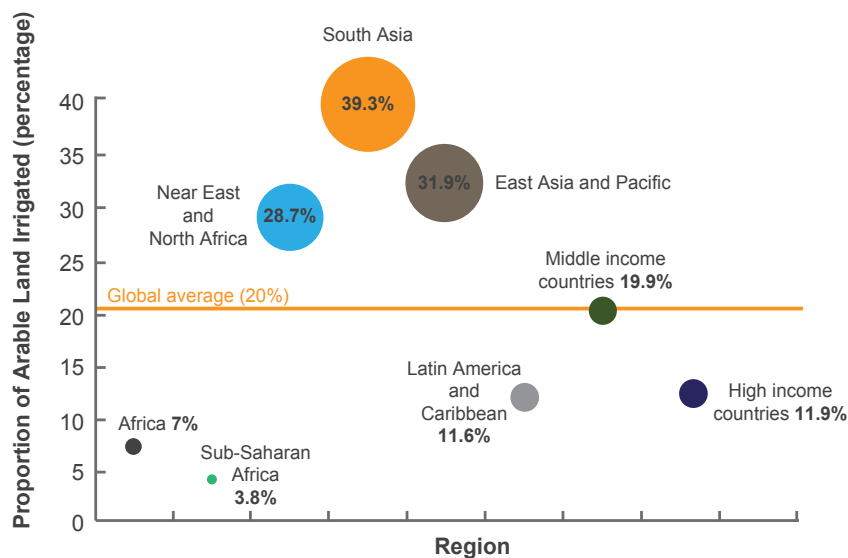 Proportion of Arable Land Irrigated (percentage)
40
35
30
25
20
15
10
5
0
South Asia
39.3%
31.9%
East Asia and Pacific
Near East
and
North Africa
28.7%
Middle income
countries 19.9%
Global average (20%)
Latin America
and
Caribbean
11.6%
High income
countries 11.9%
Africa 7%
Sub-Saharan
Africa
3.8%
Region